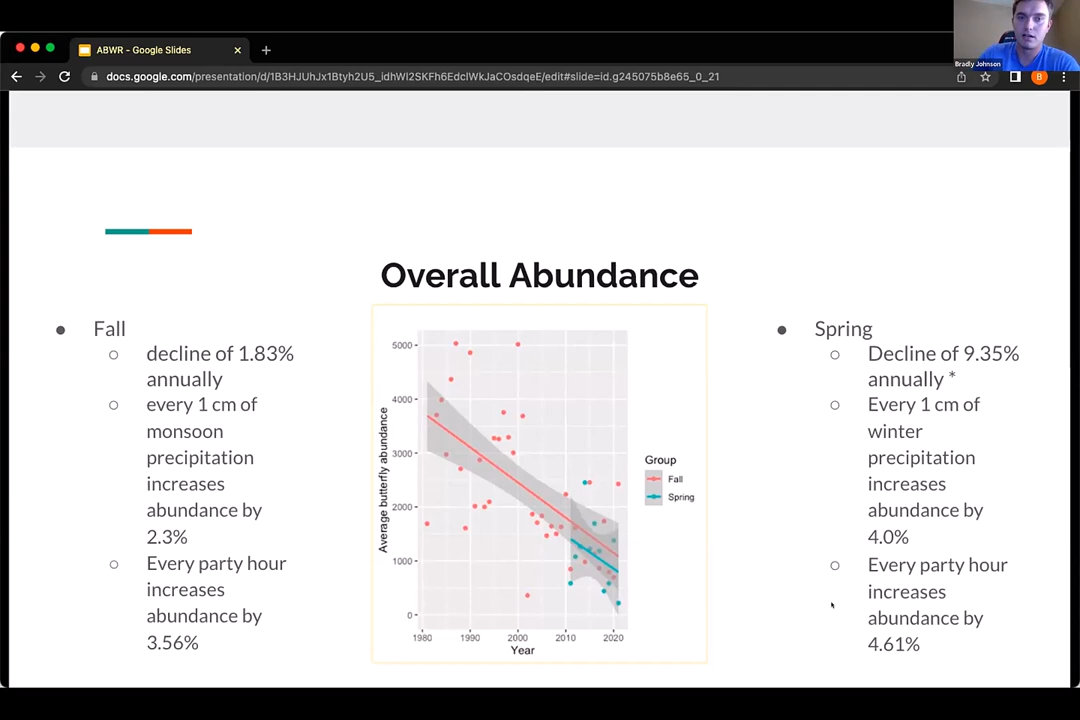 Bradly Johnson
ABWR - Google Slides
docs.google.com/presentation/d/1B3HJUhJx1Btyh2U5_idhWl2SKFh6EdclWkJaCOsdqeE/edit#slide=id.g245075b8e65_0_21
B
Overall Abundance
Fall
decline of 1.83%
annually
every 1 cm of
monsoon
precipitation
increases
abundance by
2.3%
Every party hour
increases
abundance by
3.56%
Average butterfly abundance
5000
4000
3000
2000
1000
0
1980
1990
2000
2010
2020
Year
Group
Fall
Spring
Spring
Decline of 9.35%
annually *
Every 1 cm of
winter
precipitation
increases
abundance by
4.0%
Every party hour
increases
abundance by
4.61%